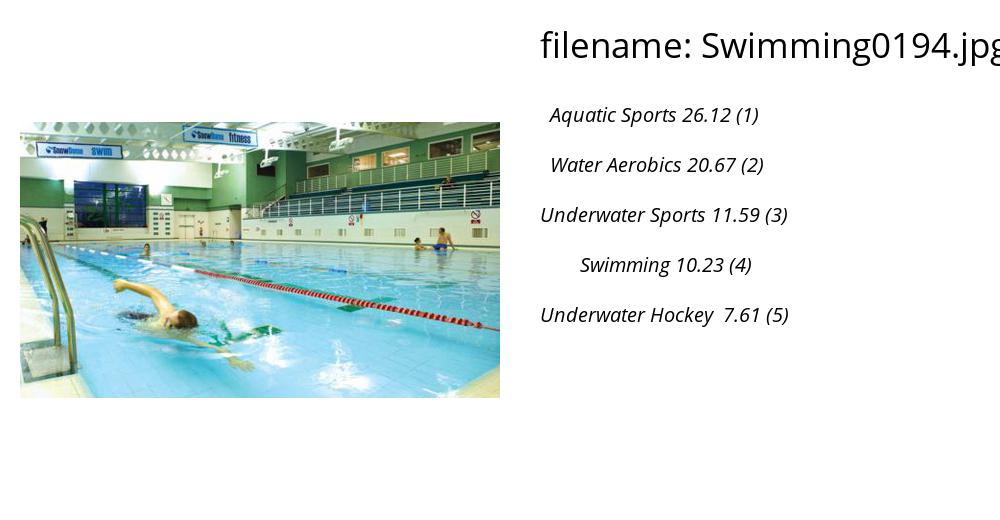 filename: Swimming0194.jpg
Aquatic Sports 26.12 (1)
Water Aerobics 20.67 (2)
Underwater Sports 11.59 (3)
Swimming 10.23 (4)
Underwater Hockey 7.61 (5)
SnowDome fitness
SnowDome swim